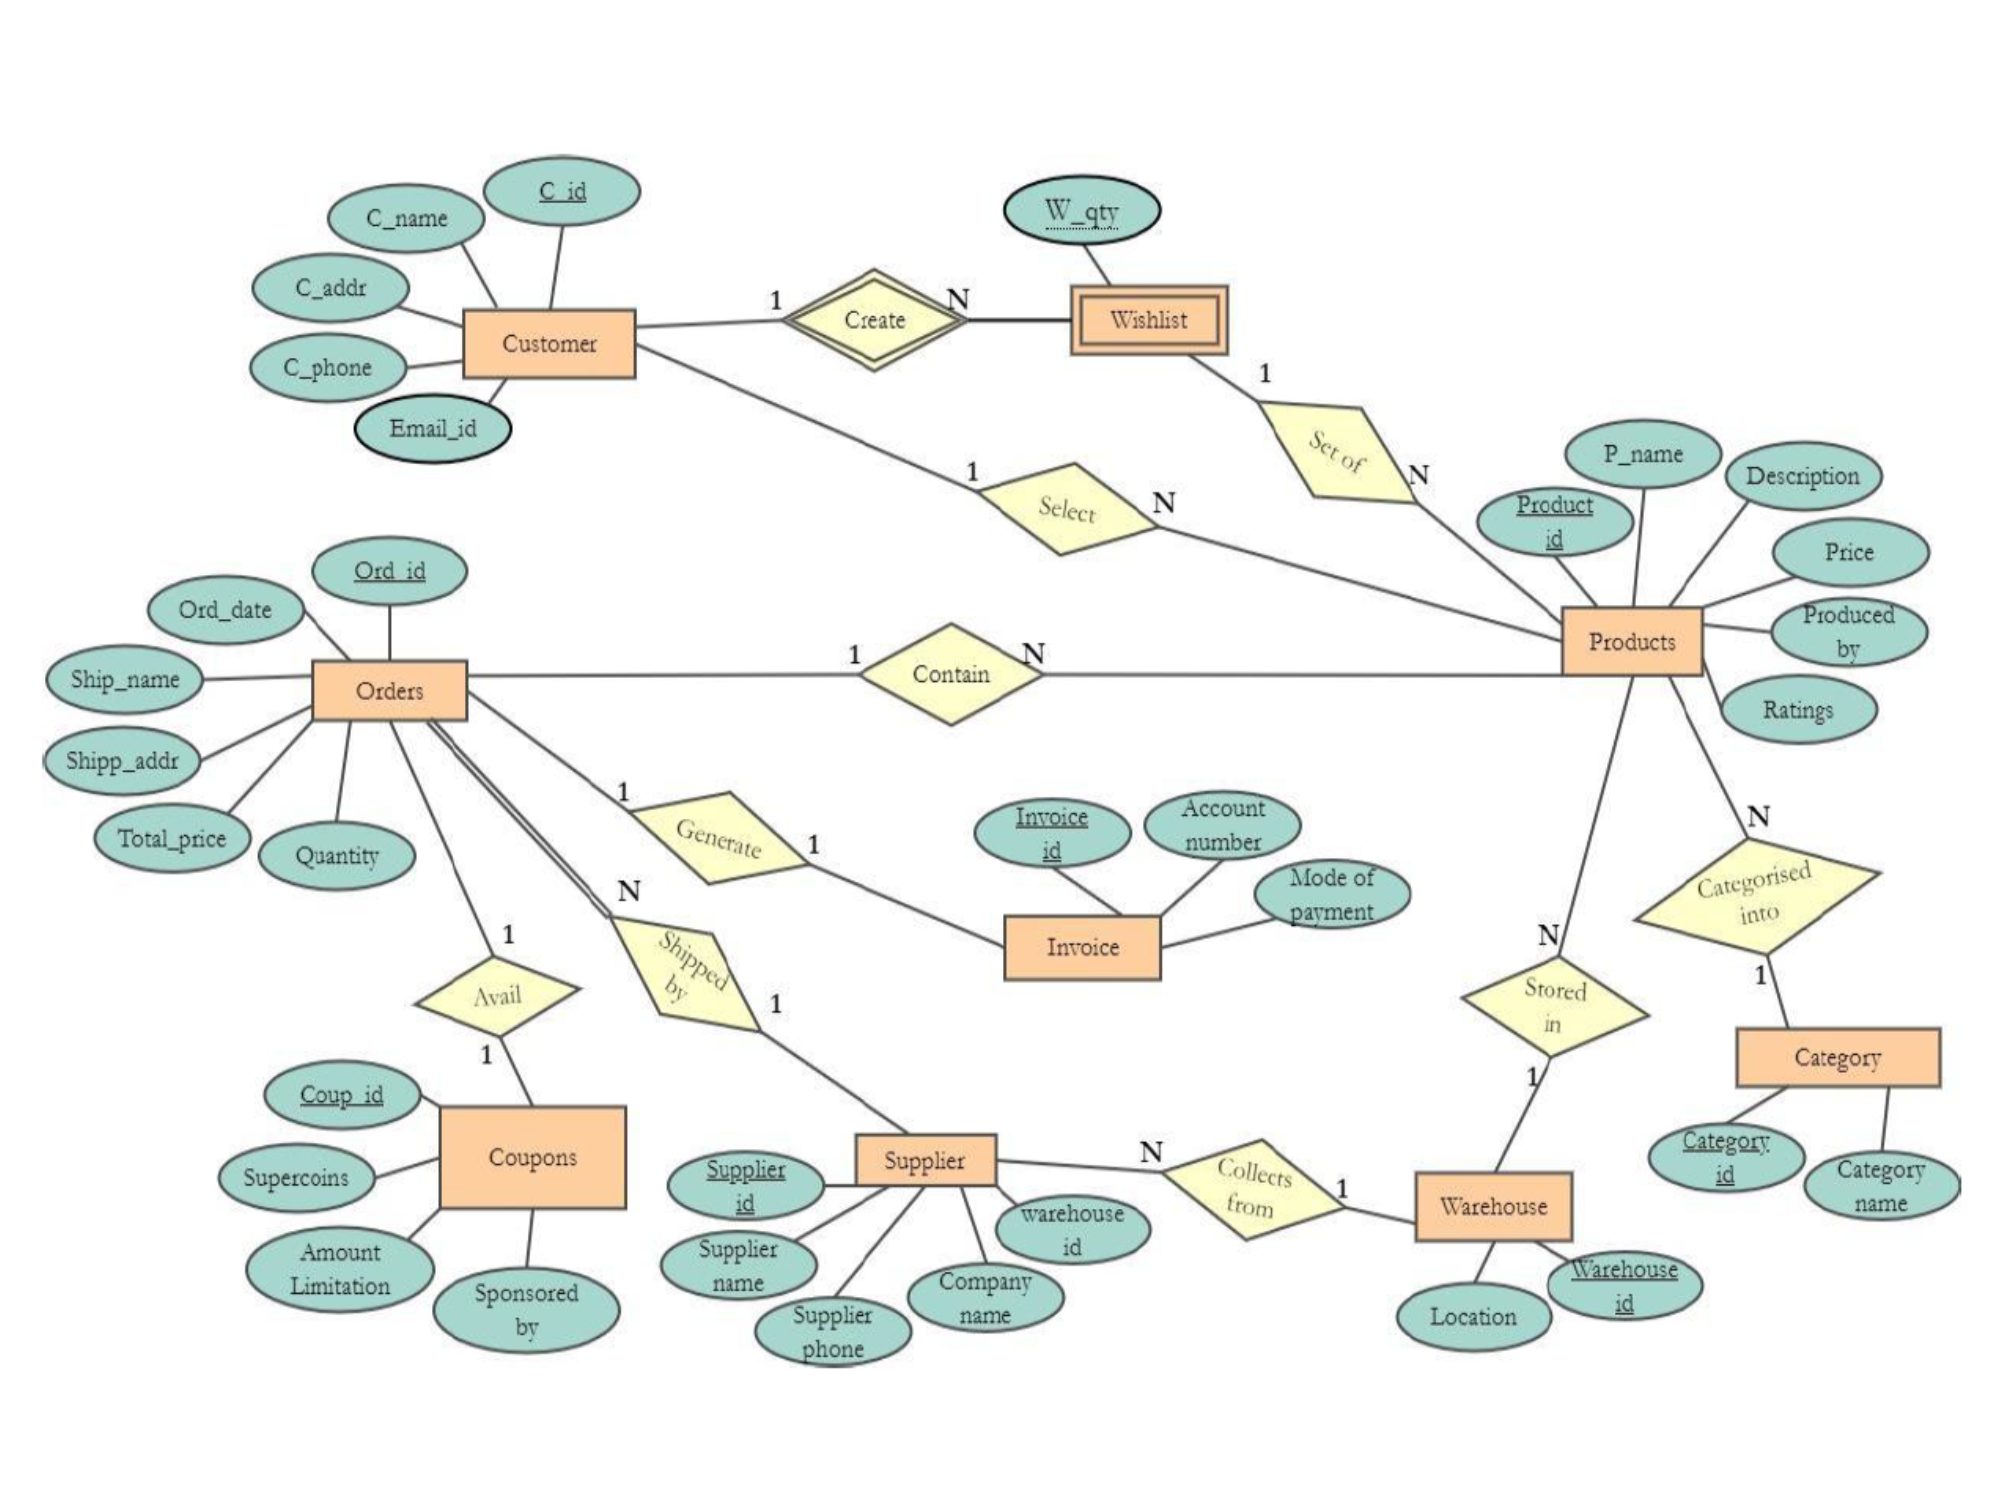 C_id
C_name
W_qty
C_addr
1
N
Create
Wishlist
Customer
C_phone
1
Email_id
Set of
P_name
1
N
N
Description
Select
Product
id
Price
Ord_id
Ord_date
Produced
by
Products
1
N
Contain
Ship_name
Orders
Ratings
Shipp_addr
1
Invoice
id
Account
number
N
Total_price
Generate
1
Quantity
Mode of
payment
Categorised
into
N
1
Invoice
N
Shipped
by
1
Avail
1
Stored
in
1
1
Category
1
Coup_id
Category
id
Category
name
Coupons
Supplier
N
Collects
from
1
Supercoins
Supplier
id
Warehouse
warehouse
id
Supplier
name
Amount
Limitation
Company
name
Warehouse
id
Sponsored
by
Supplier
phone
Location